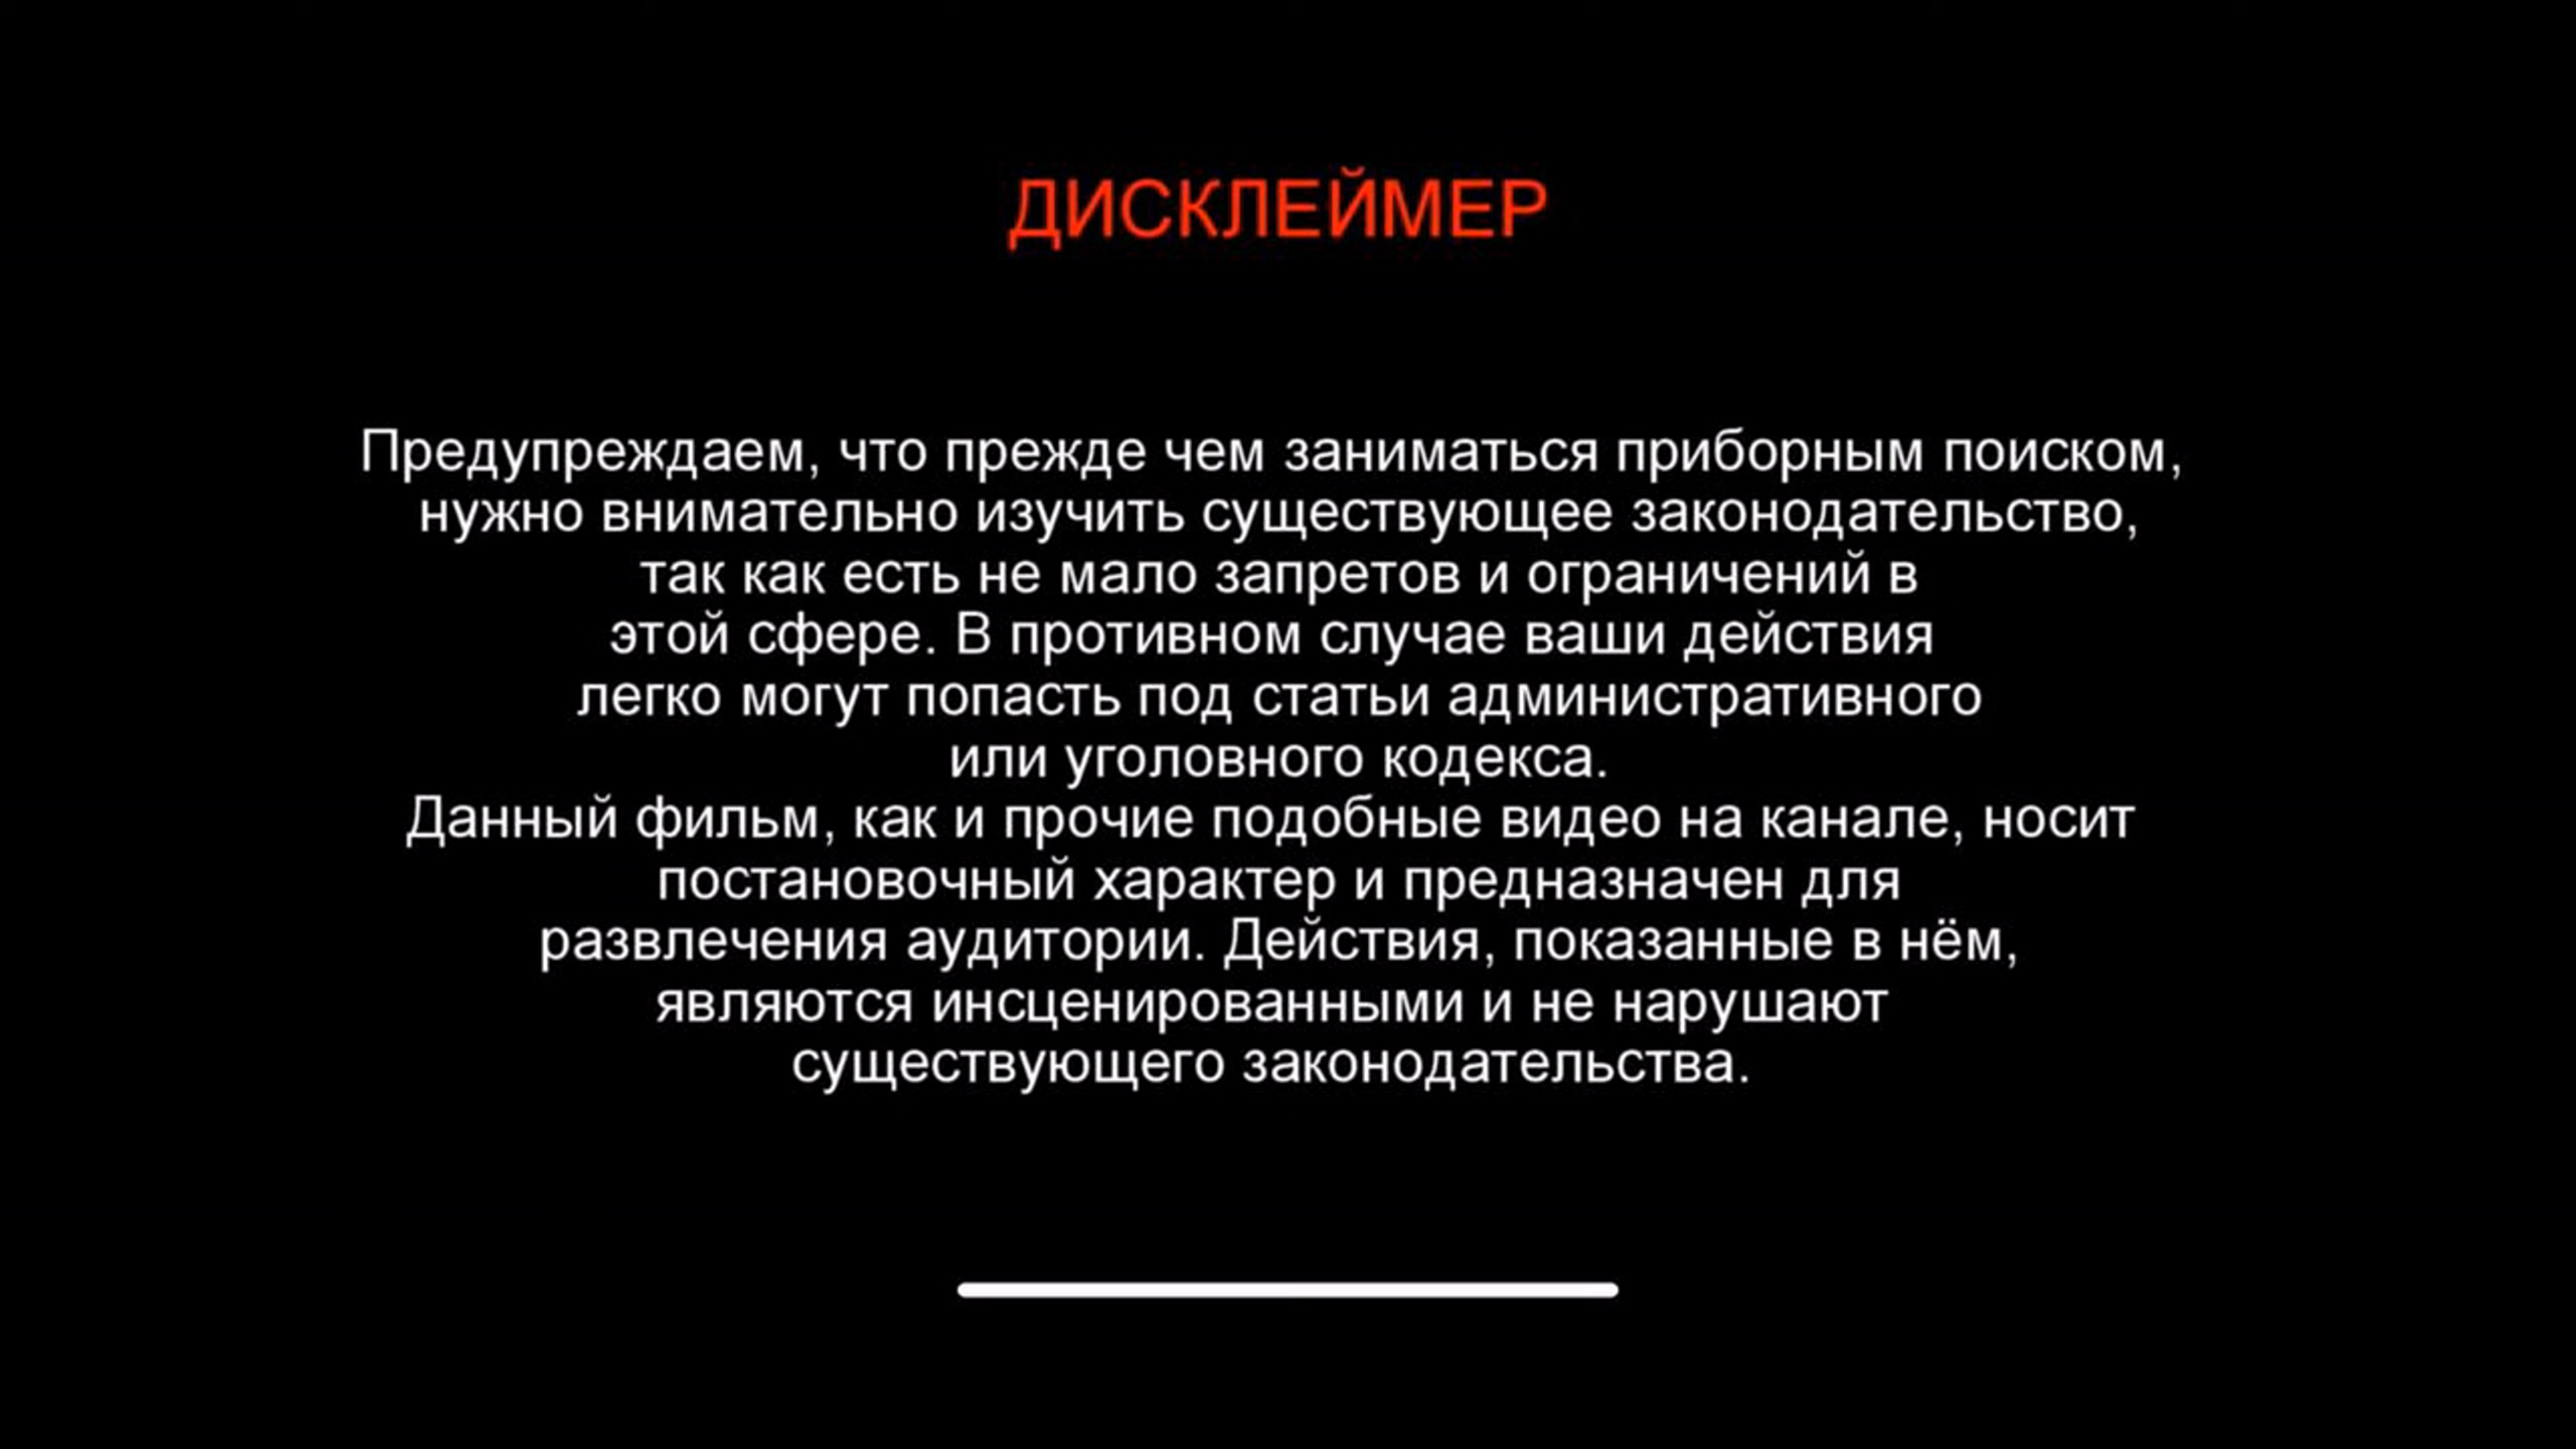 ДИСКЛЕЙМЕР
Предупреждаем, что прежде чем заниматься приборным поиском,
нужно внимательно изучить существующее законодательство,
так как есть не мало запретов и ограничений в
этой сфере. В противном случае ваши действия
легко могут попасть под статьи административного
или уголовного кодекса.
Данный фильм, как и прочие подобные видео на канале, носит
постановочный характер и предназначен для
развлечения аудитории. Действия, показанные в нём,
являются инсценированными и не нарушают
существующего законодательства.